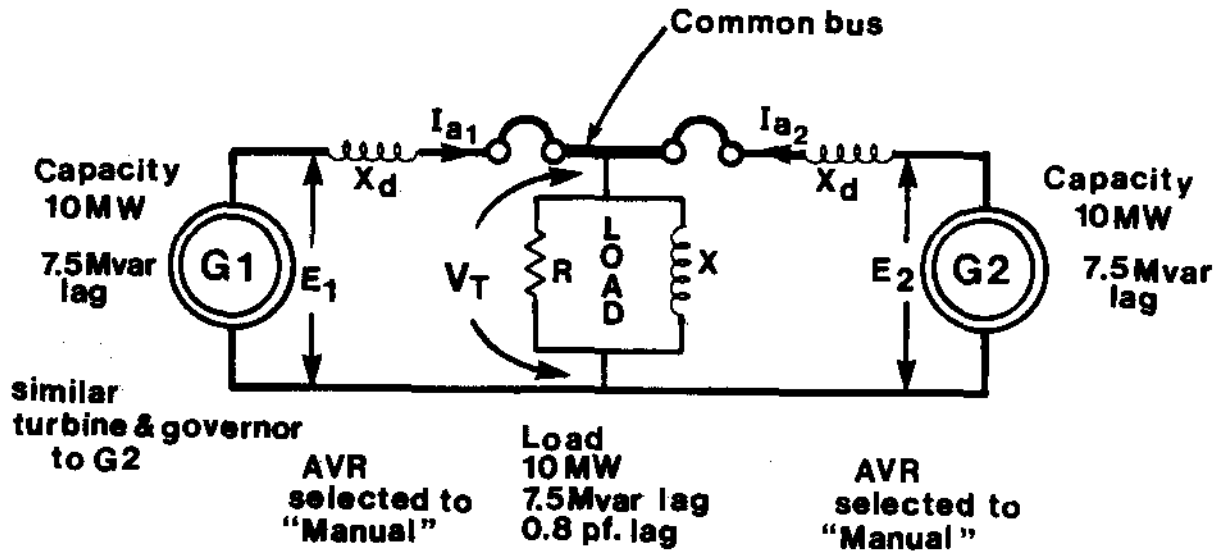 Common bus
Ia1
Ia2
Xd
Xd
Capacity
10MW
7.5Mvar
lag
G1
E1
VT
R
LOAD
X
E2
G2
Capacity
10MW
7.5Mvar
lag
similar
turbine & governor
to G2
AVR
selected to
"Manual"
Load
10MW
7.5Mvar lag
0.8 pf. lag
AVR
selected to
"Manual"